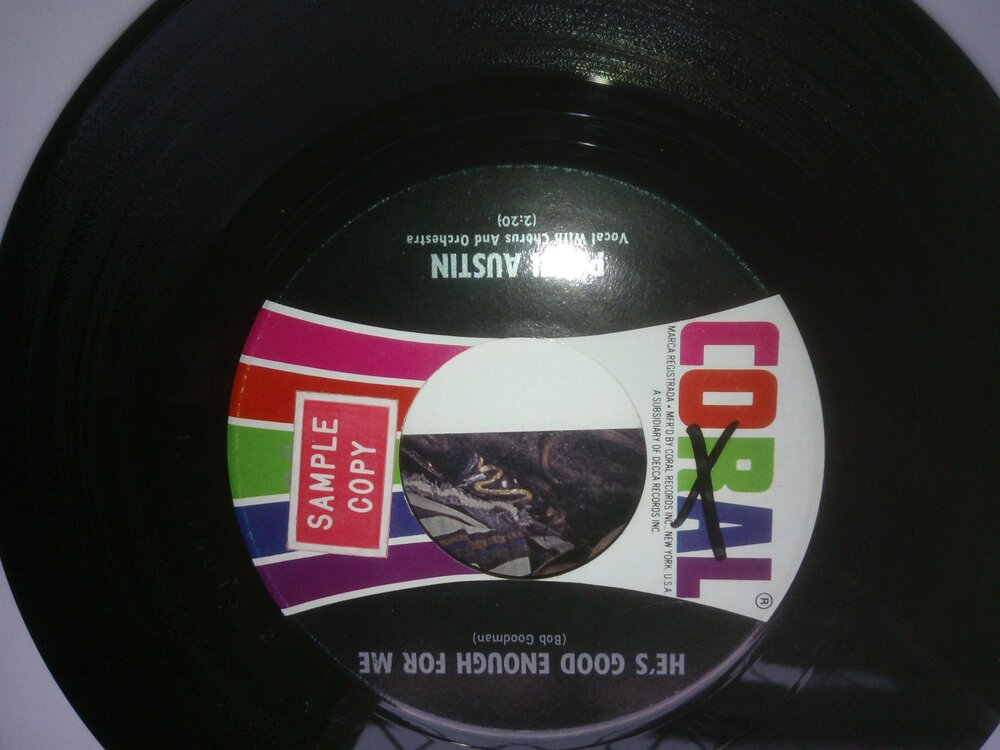 CORAL
®
MARCA REGISTRADA • MFR'D BY CORAL RECORDS INC., NEW YORK, U.S.A
A SUBSIDIARY OF DECCA RECORDS INC.
X
SAMPLE
COPY
HE'S GOOD ENOUGH FOR ME
(Bob Goodman)
AUSTIN
Vocal With Chorus And Orchestra
(2:20)